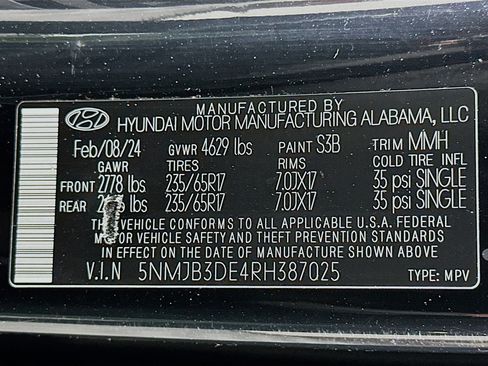 MANUFACTURED BY
HYUNDAI MOTOR MANUFACTURING ALABAMA, LLC
Feb/08/24 GVWR 4629 lbs PAINT S3B TRIM MMH
GAWR TIRES RIMS COLD TIRE INFL
FRONT 2778 lbs 235/65R17 7.0JX17 35 psi SINGLE
REAR lbs 235/65R17 7.0JX17 35 psi SINGLE
VEHICLE CONFORMS TO ALL APPLICABLE U.S.A. FEDERAL
MOTOR VEHICLE SAFETY AND THEFT PREVENTION STANDARDS
IN EFFECT ON THE DATE OF MANUFACTURE SHOWN ABOVE.
V.I.N 5NMJB3DE4RH387025 TYPE: MPV